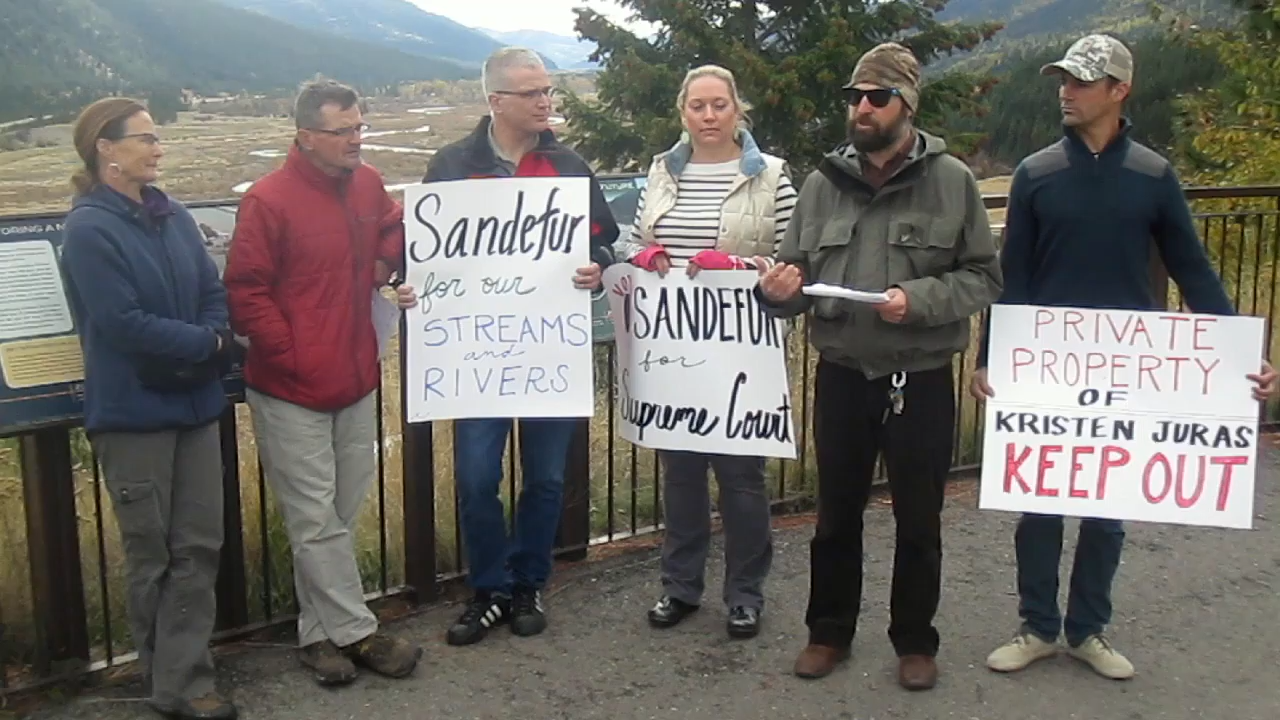 Sandefur
for our
STREAMS
and
RIVERS
SANDEFUR
for
Supreme Court
PRIVATE
PROPERTY
OF
KRISTEN JURAS
KEEP OUT